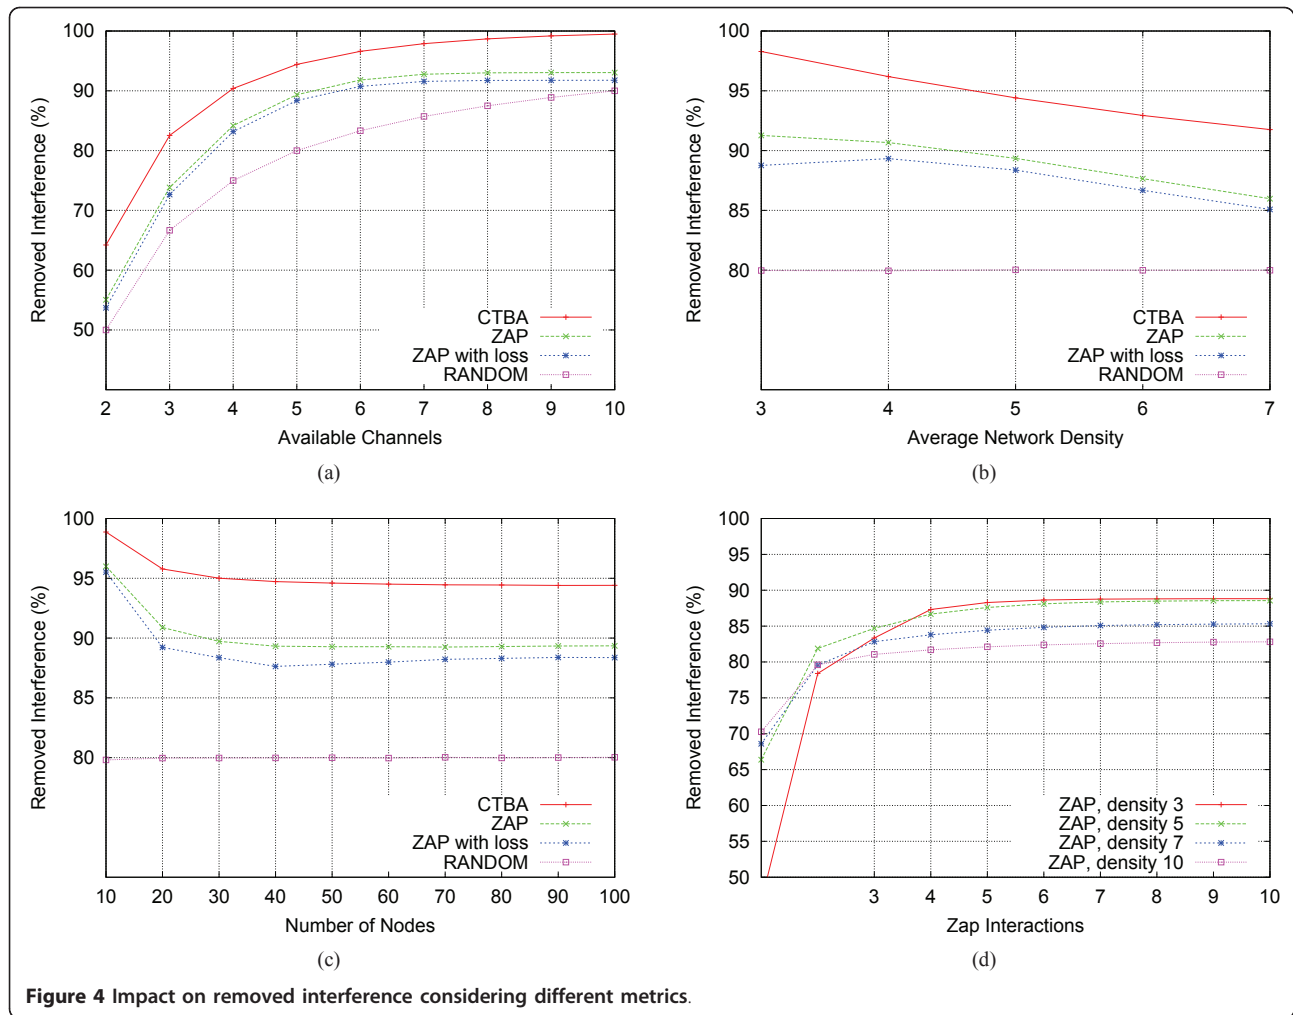 100
90
80
70
60
50
2 3 4 5 6 7 8 9 10
Removed Interference (%)
Available Channels
CTBA
ZAP
ZAP with loss
RANDOM
(a)
100
95
90
85
80
3 4 5 6 7
Removed Interference (%)
Average Network Density
CTBA
ZAP
ZAP with loss
RANDOM
(b)
100
95
90
85
80
10 20 30 40 50 60 70 80 90 100
Removed Interference (%)
Number of Nodes
CTBA
ZAP
ZAP with loss
RANDOM
(c)
100
95
90
85
80
75
70
65
60
55
50
3 4 5 6 7 8 9 10
Removed Interference (%)
Zap Interactions
ZAP, density 3
ZAP, density 5
ZAP, density 7
ZAP, density 10
(d)
Figure 4 Impact on removed interference considering different metrics.